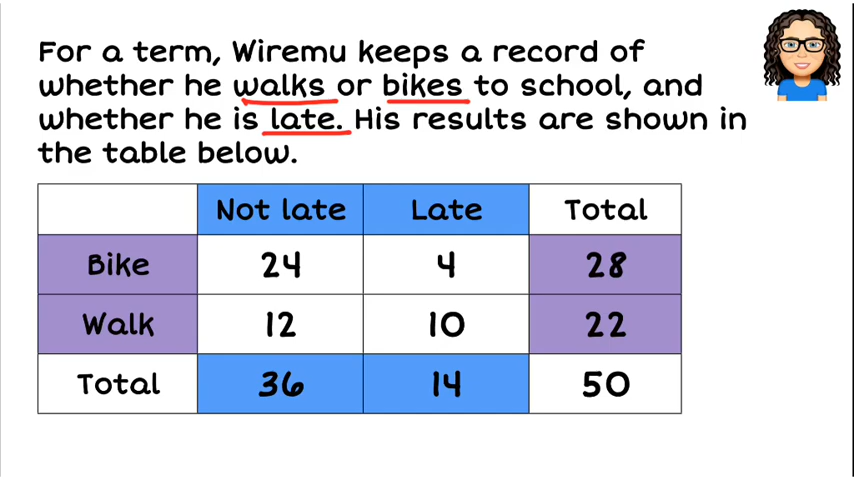 For a term, Wiremu keeps a record of
whether he walks or bikes to school, and
whether he is late. His results are shown in
the table below.
Not late Late Total
Bike 24 4 28
Walk 12 10 22
Total 36 14 50